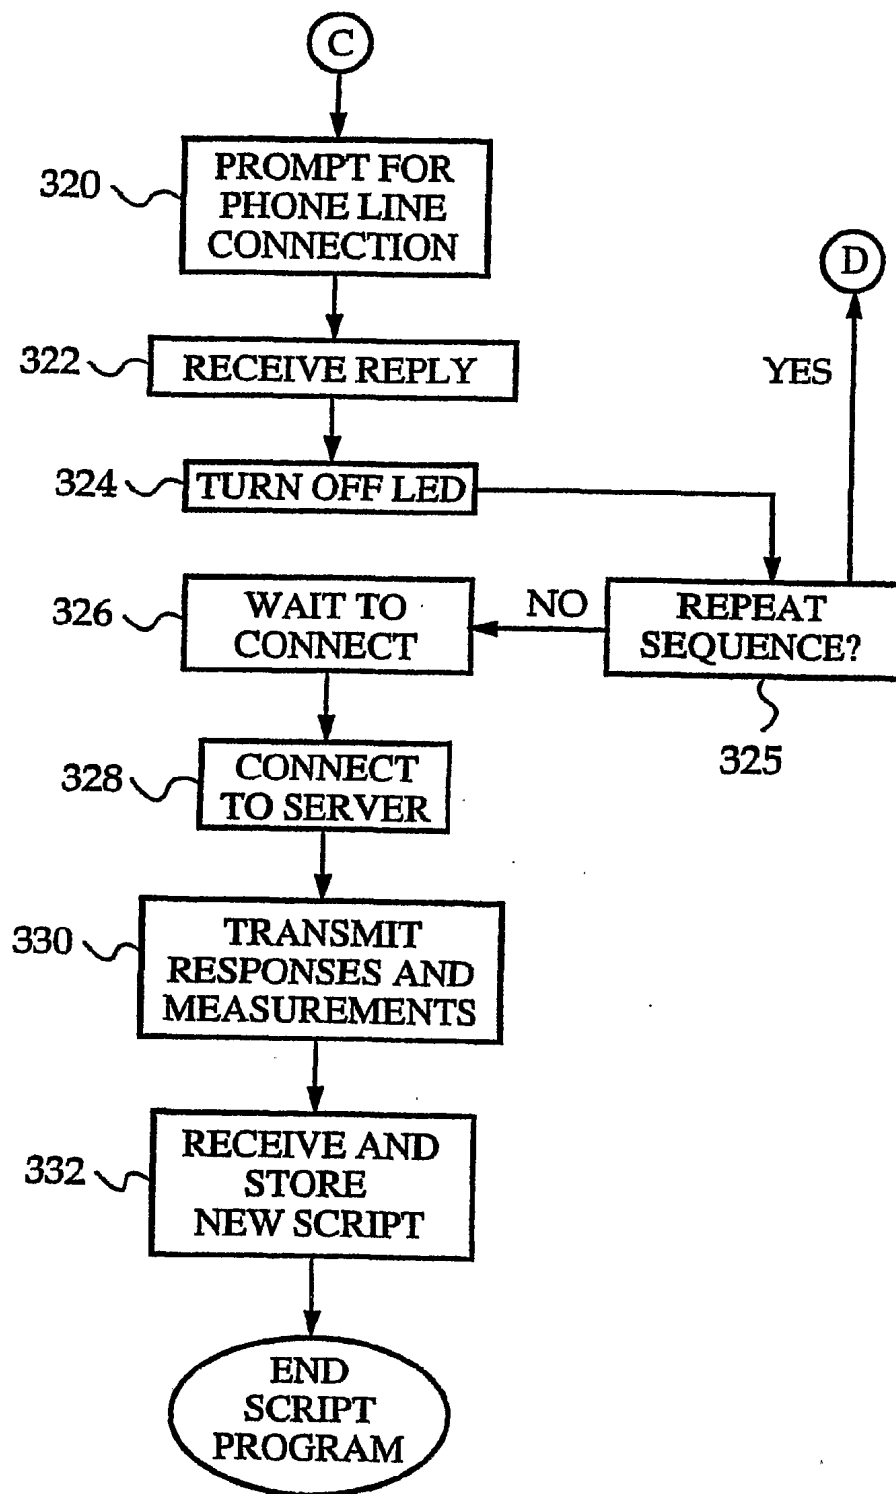 C
320
PROMPT FOR
PHONE LINE
CONNECTION
D
322
RECEIVE REPLY
YES
324
TURN OFF LED
326
WAIT TO
CONNECT
NO
REPEAT
SEQUENCE?
325
328
CONNECT
TO SERVER
330
TRANSMIT
RESPONSES AND
MEASUREMENTS
332
RECEIVE AND
STORE
NEW SCRIPT
END
SCRIPT
PROGRAM